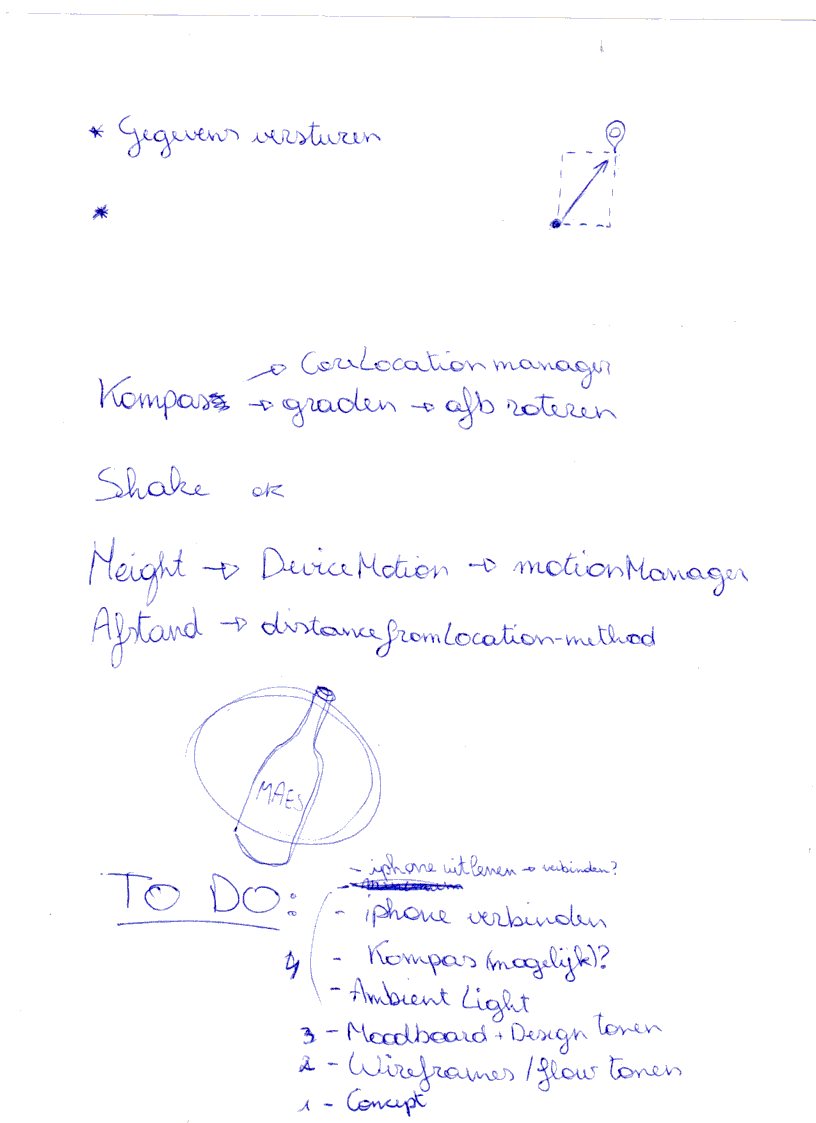 * Gegevens versturen
*
→ CoreLocation manager
Kompas → graden → afb roteren
Shake ok
Height → DeviceMotion → motionManager
Afstand → distancefromLocation-method
MAES
- iphone uitlenen → verbinden?
TO DO:
- iphone verbinden
4 - Kompas (mogelijk)?
- Ambient Light
3 - Moodboard + Design tonen
2 - Wireframes / flow tonen
1 - Concept